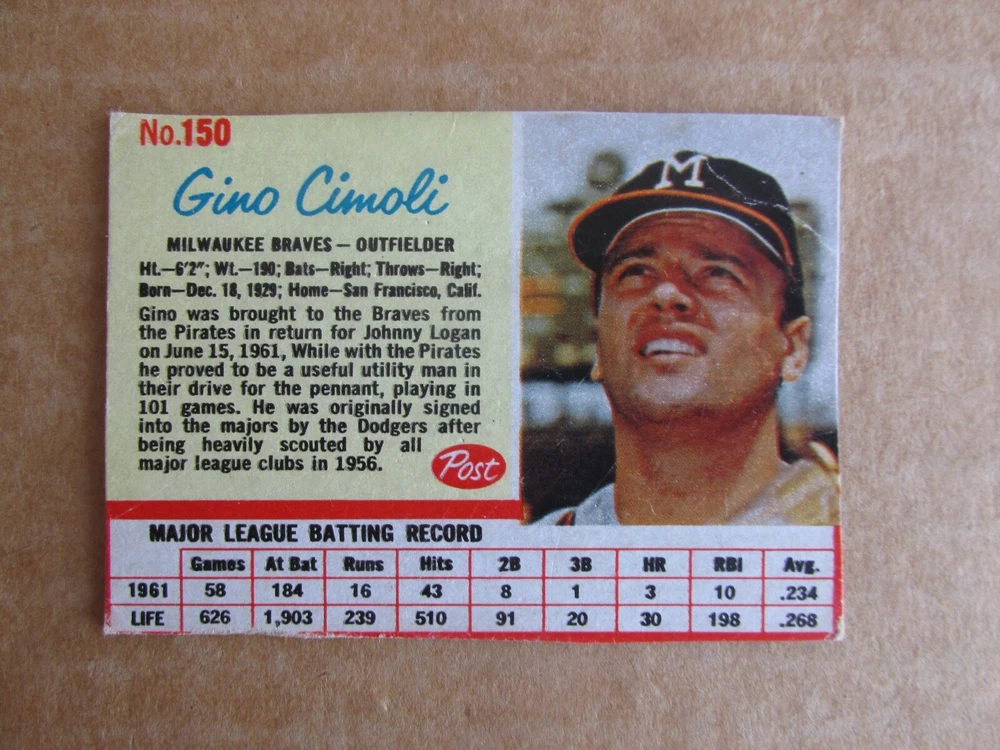 No.150
Gino Cimoli
MILWAUKEE BRAVES — OUTFIELDER
Ht.—6'2"; Wt.—190; Bats—Right; Throws—Right;
Born—Dec. 18, 1929; Home—San Francisco, Calif.
Gino was brought to the Braves from
the Pirates in return for Johnny Logan
on June 15, 1961, While with the Pirates
he proved to be a useful utility man in
their drive for the pennant, playing in
101 games. He was originally signed
into the majors by the Dodgers after
being heavily scouted by all
major league clubs in 1956.
Post
M
MAJOR LEAGUE BATTING RECORD
Games At Bat Runs Hits 2B 3B HR RBI Avg.
1961 58 184 16 43 8 1 3 10 .234
LIFE 626 1,903 239 510 91 20 30 198 .268